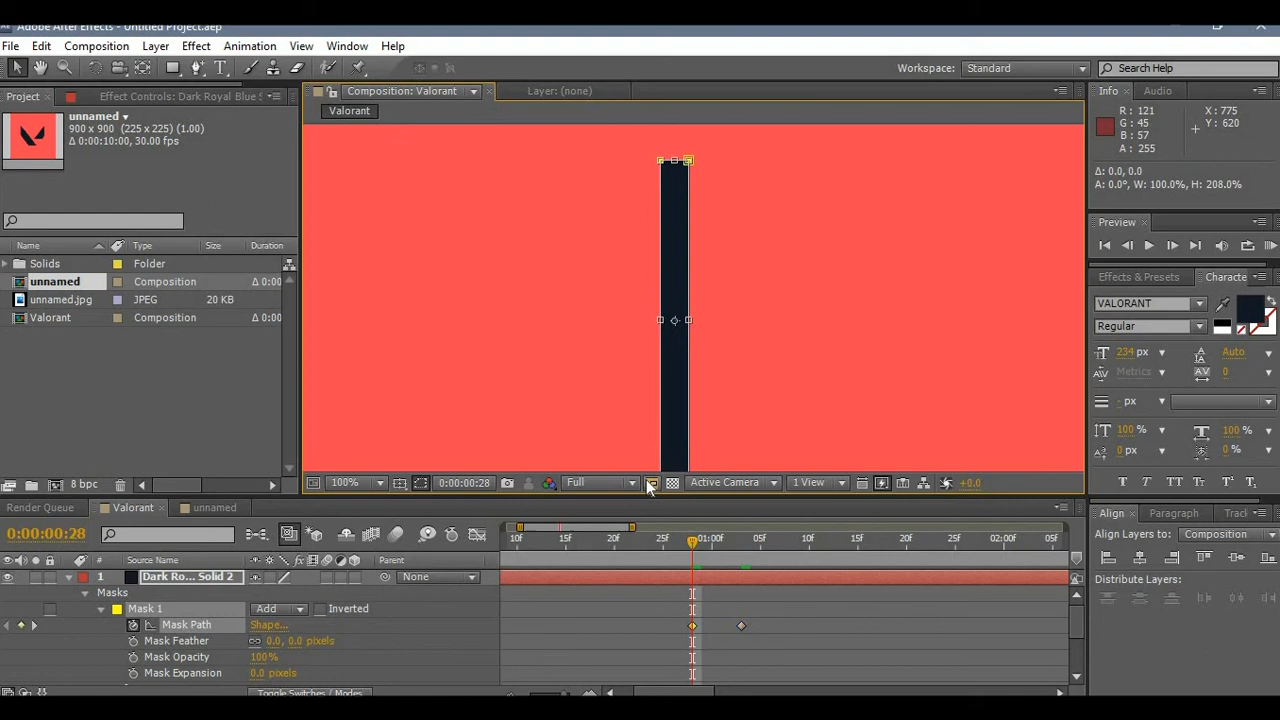 Adobe After Effects - Untitled Project.aep
File Edit Composition Layer Effect Animation View Window Help
Workspace: Standard Search Help
Project Effect Controls: Dark Royal Blue S
Composition: Valorant Layer: (none)
Valorant
unnamed
900 x 900 (225 x 225) (1.00)
Δ 0:00:10:00, 30.00 fps
Name Type Size Duration
Solids Folder
unnamed Composition Δ 0:00
unnamed.jpg JPEG 20 KB
Valorant Composition Δ 0:00
8 bpc
100% 0:00:00:28 Full Active Camera 1 View +0.0
Info Audio
R : 121 X : 775
G : 45 Y : 620
B : 57
A : 255
Δ: 0.0, 0.0
A: 0.0° W: 100.0%, H: 208.0%
Preview
Effects & Presets Characte
VALORANT
Regular
234 px Auto
Metrics 0
- px
100 % 100 %
0 px 0 %
T T TT Tr T' T,
Align Paragraph Track
Align Layers to: Composition
Distribute Layers:
Render Queue Valorant unnamed
0:00:00:28
10f 15f 20f 25f 01:00f 05f 10f 15f 20f 25f 02:00f 05f
# Source Name Parent
1 Dark Ro... Solid 2 None
Masks
Mask 1 Add Inverted
Mask Path Shape...
Mask Feather 0.0, 0.0 pixels
Mask Opacity 100%
Mask Expansion 0.0 pixels
Toggle Switches / Modes